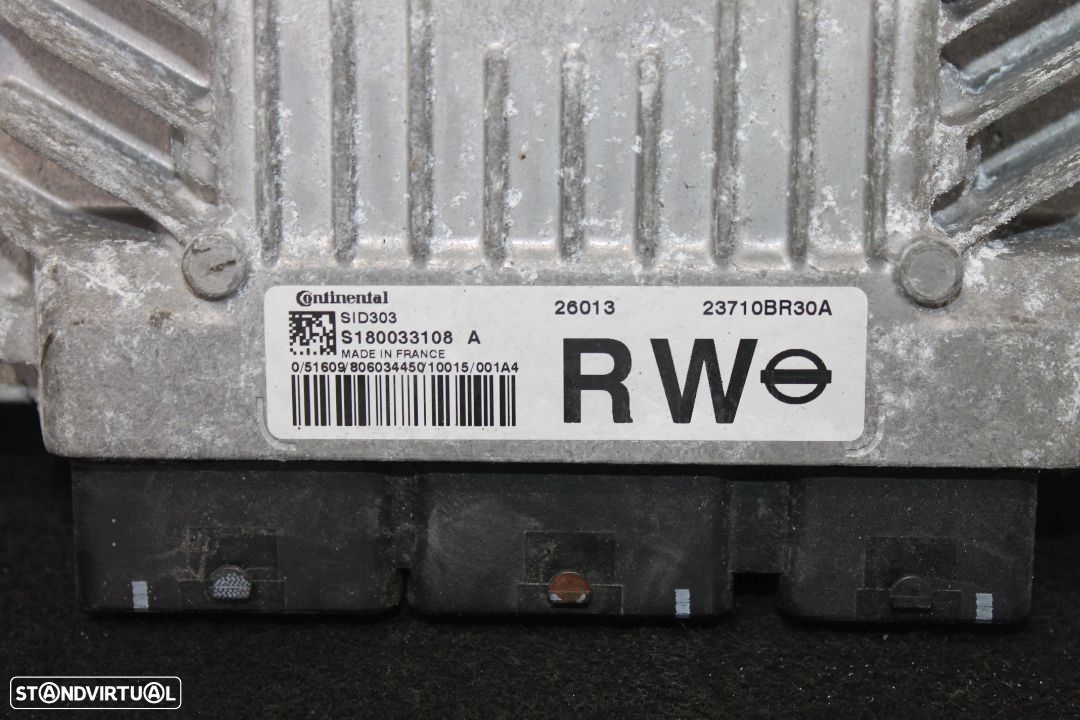 Continental
SID303
S180033108 A
MADE IN FRANCE
0/51609/806034450/10015/001A4
26013
23710BR30A
RW
STANDVIRTUAL